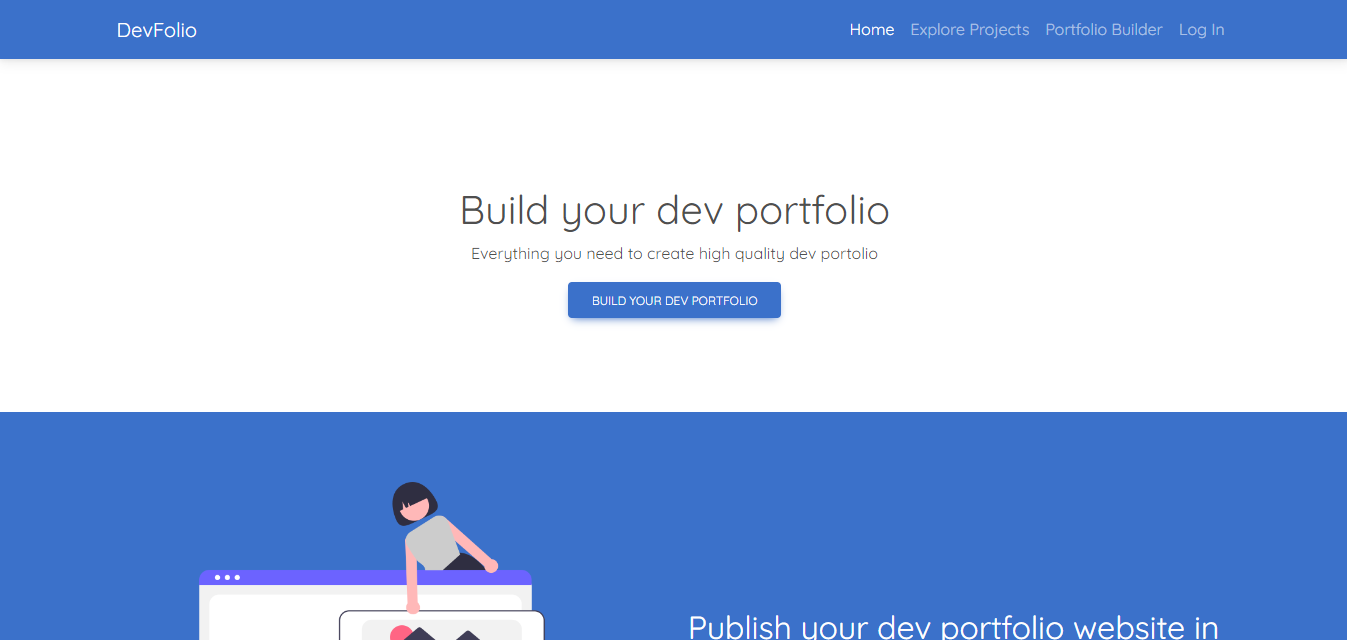 DevFolio
Home Explore Projects Portfolio Builder Log In
Build your dev portfolio
Everything you need to create high quality dev portolio
BUILD YOUR DEV PORTFOLIO
Publish your dev portfolio website in